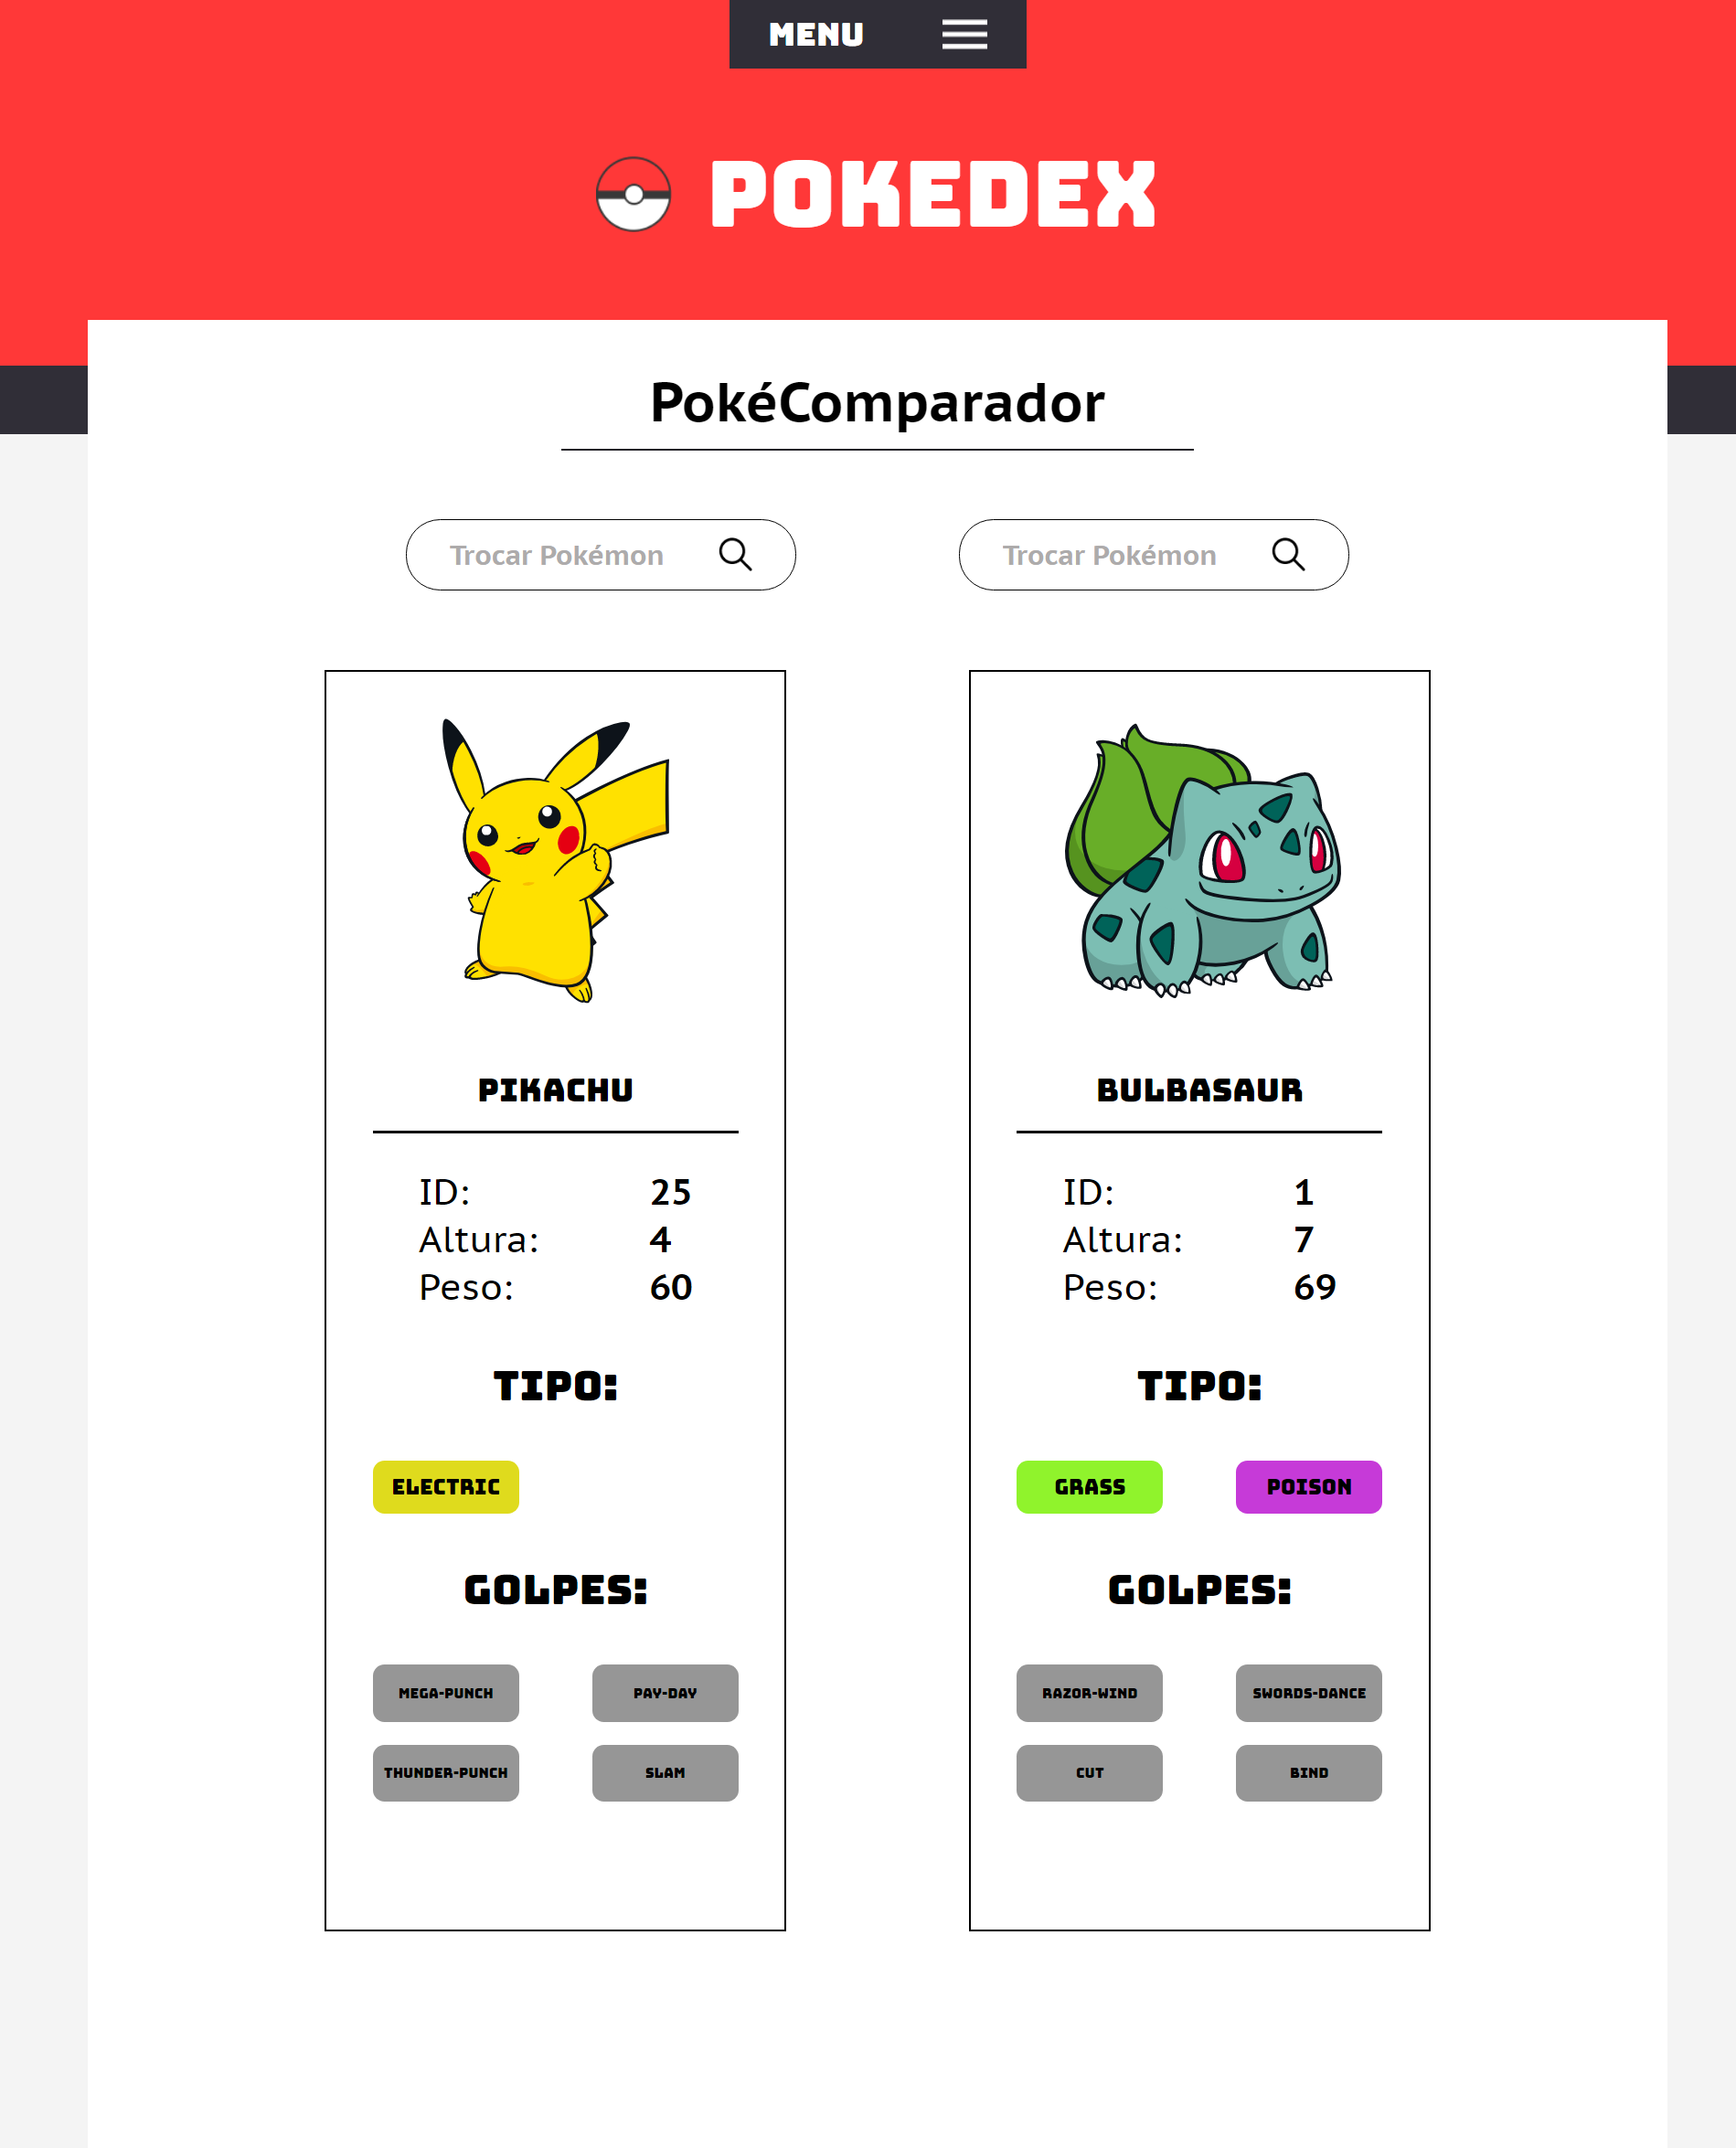 MENU
POKEDEX
PokéComparador
Trocar Pokémon
Trocar Pokémon
PIKACHU
ID: 25
Altura: 4
Peso: 60
TIPO:
ELECTRIC
GOLPES:
MEGA-PUNCH PAY-DAY
THUNDER-PUNCH SLAM
BULBASAUR
ID: 1
Altura: 7
Peso: 69
TIPO:
GRASS POISON
GOLPES:
RAZOR-WIND SWORDS-DANCE
CUT BIND